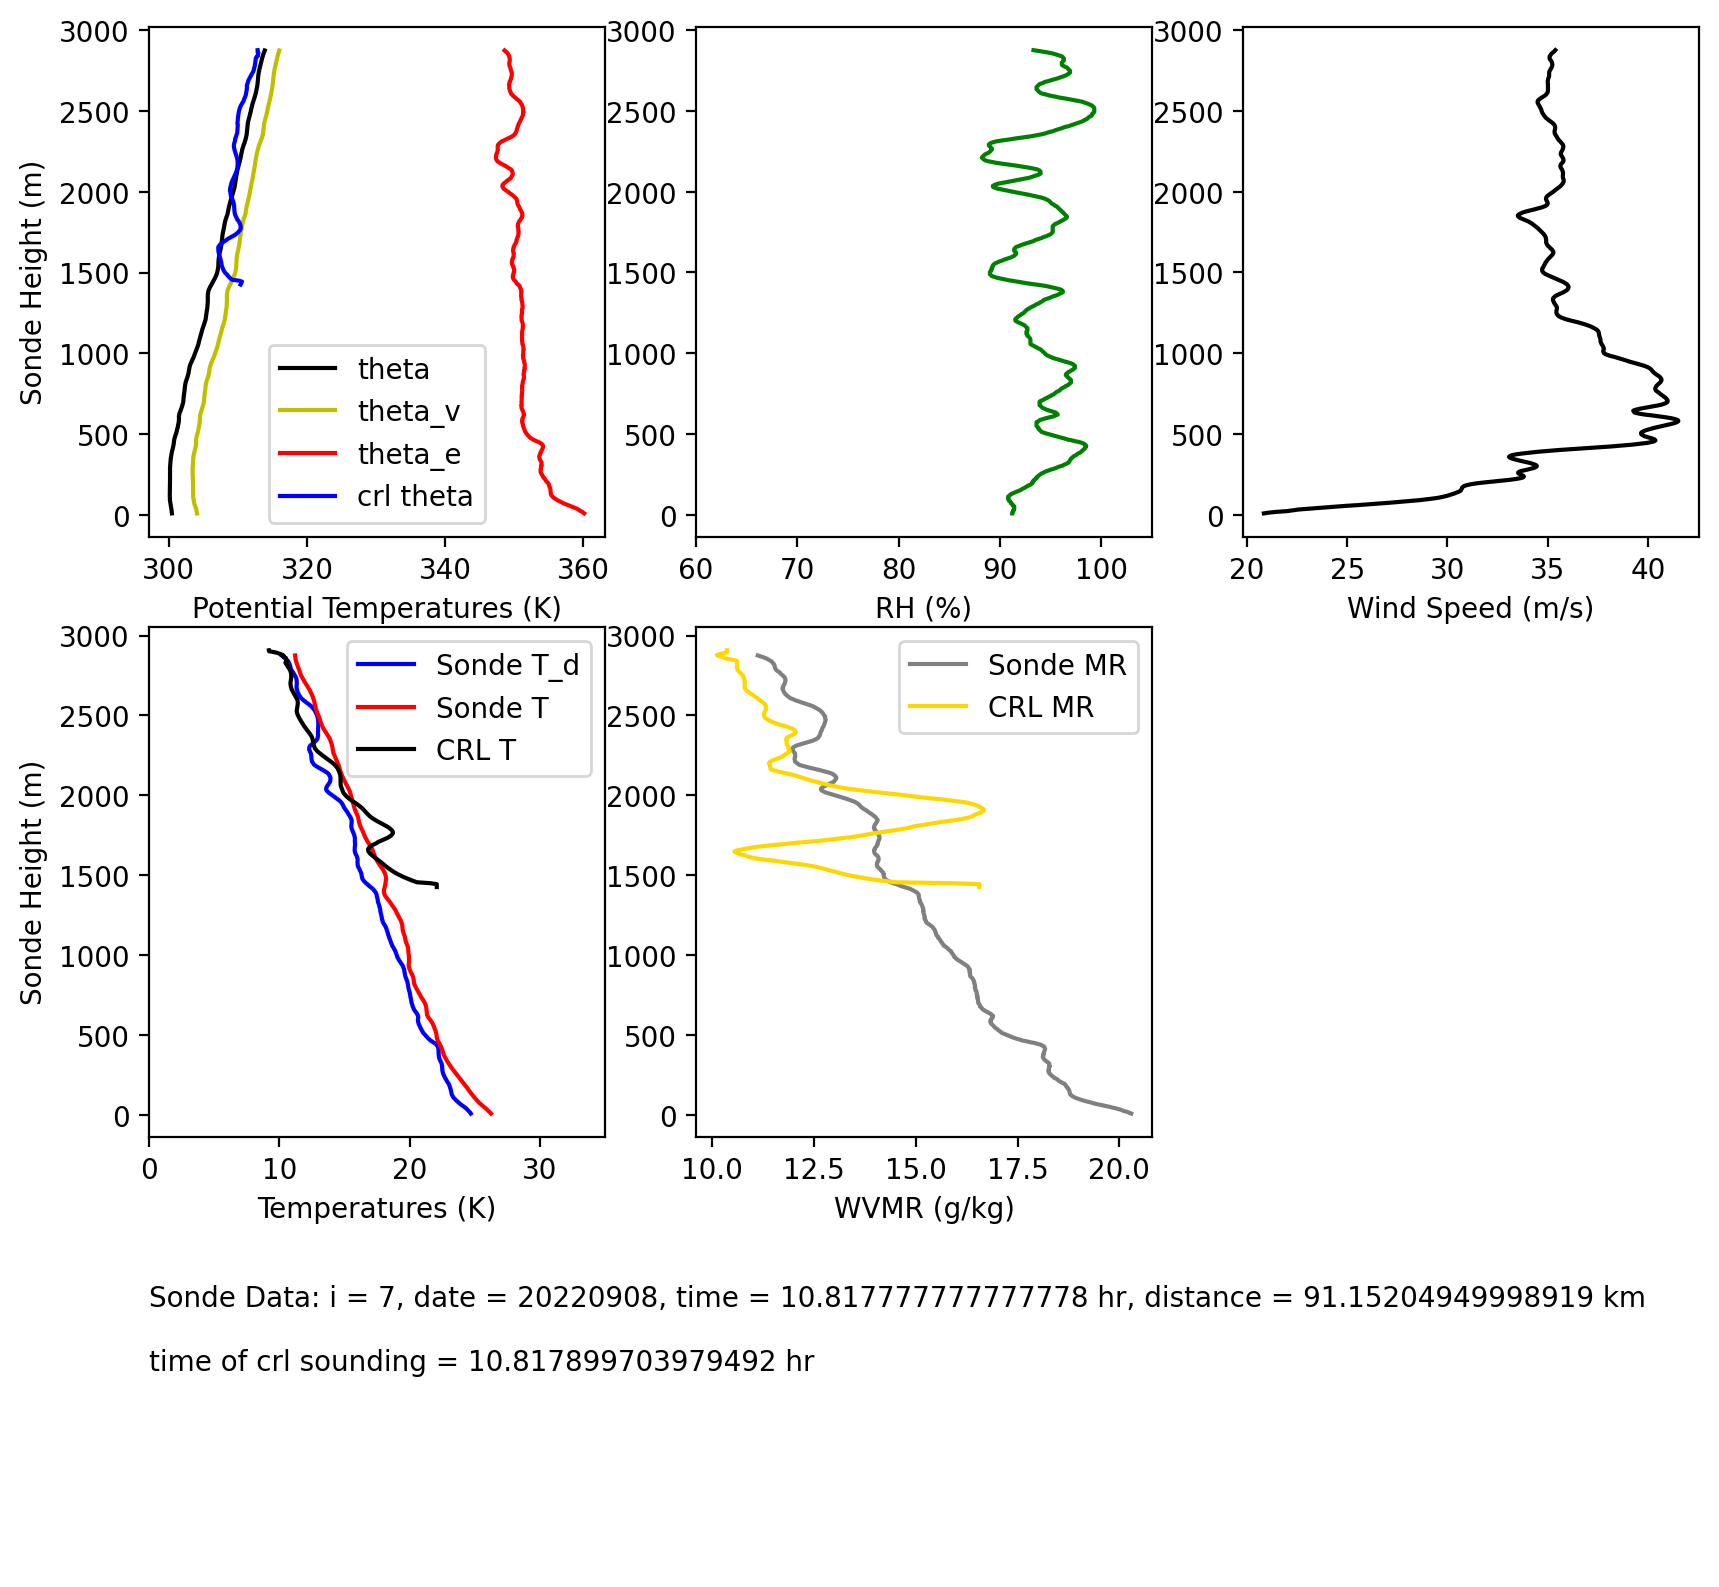 3000
2500
2000
1500
1000
500
0
Sonde Height (m)
300 320 340 360
Potential Temperatures (K)
theta
theta_v
theta_e
crl theta
3000
2500
2000
1500
1000
500
0
60 70 80 90 100
RH (%)
3000
2500
2000
1500
1000
500
0
20 25 30 35 40
Wind Speed (m/s)
3000
2500
2000
1500
1000
500
0
Sonde Height (m)
0 10 20 30
Temperatures (K)
Sonde T_d
Sonde T
CRL T
3000
2500
2000
1500
1000
500
0
10.0 12.5 15.0 17.5 20.0
WVMR (g/kg)
Sonde MR
CRL MR
Sonde Data: i = 7, date = 20220908, time = 10.817777777777778 hr, distance = 91.15204949998919 km
time of crl sounding = 10.817899703979492 hr